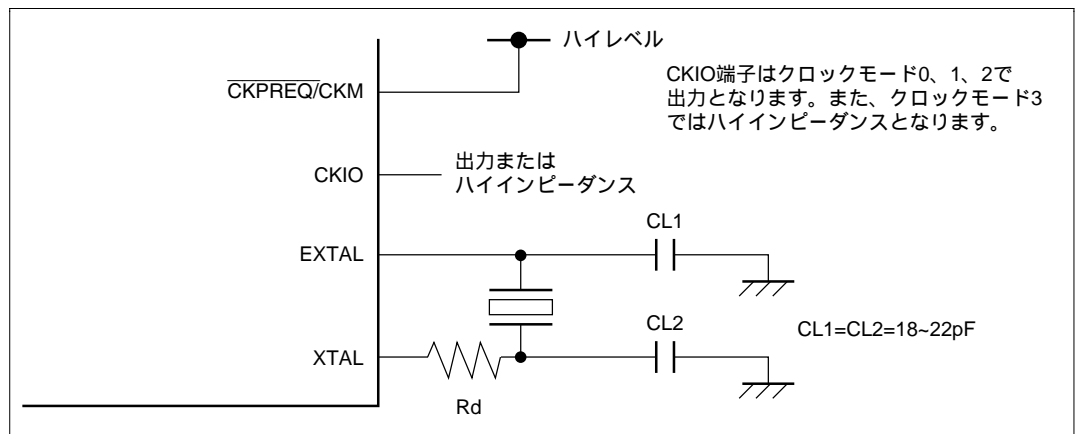 ハイレベル
CKPREQ/CKM
CKIO端子はクロックモード0、1、2で
出力となります。また、クロックモード3
ではハイインピーダンスとなります。
CKIO
出力または
ハイインピーダンス
CL1
EXTAL
CL2
CL1=CL2=18~22pF
XTAL
Rd